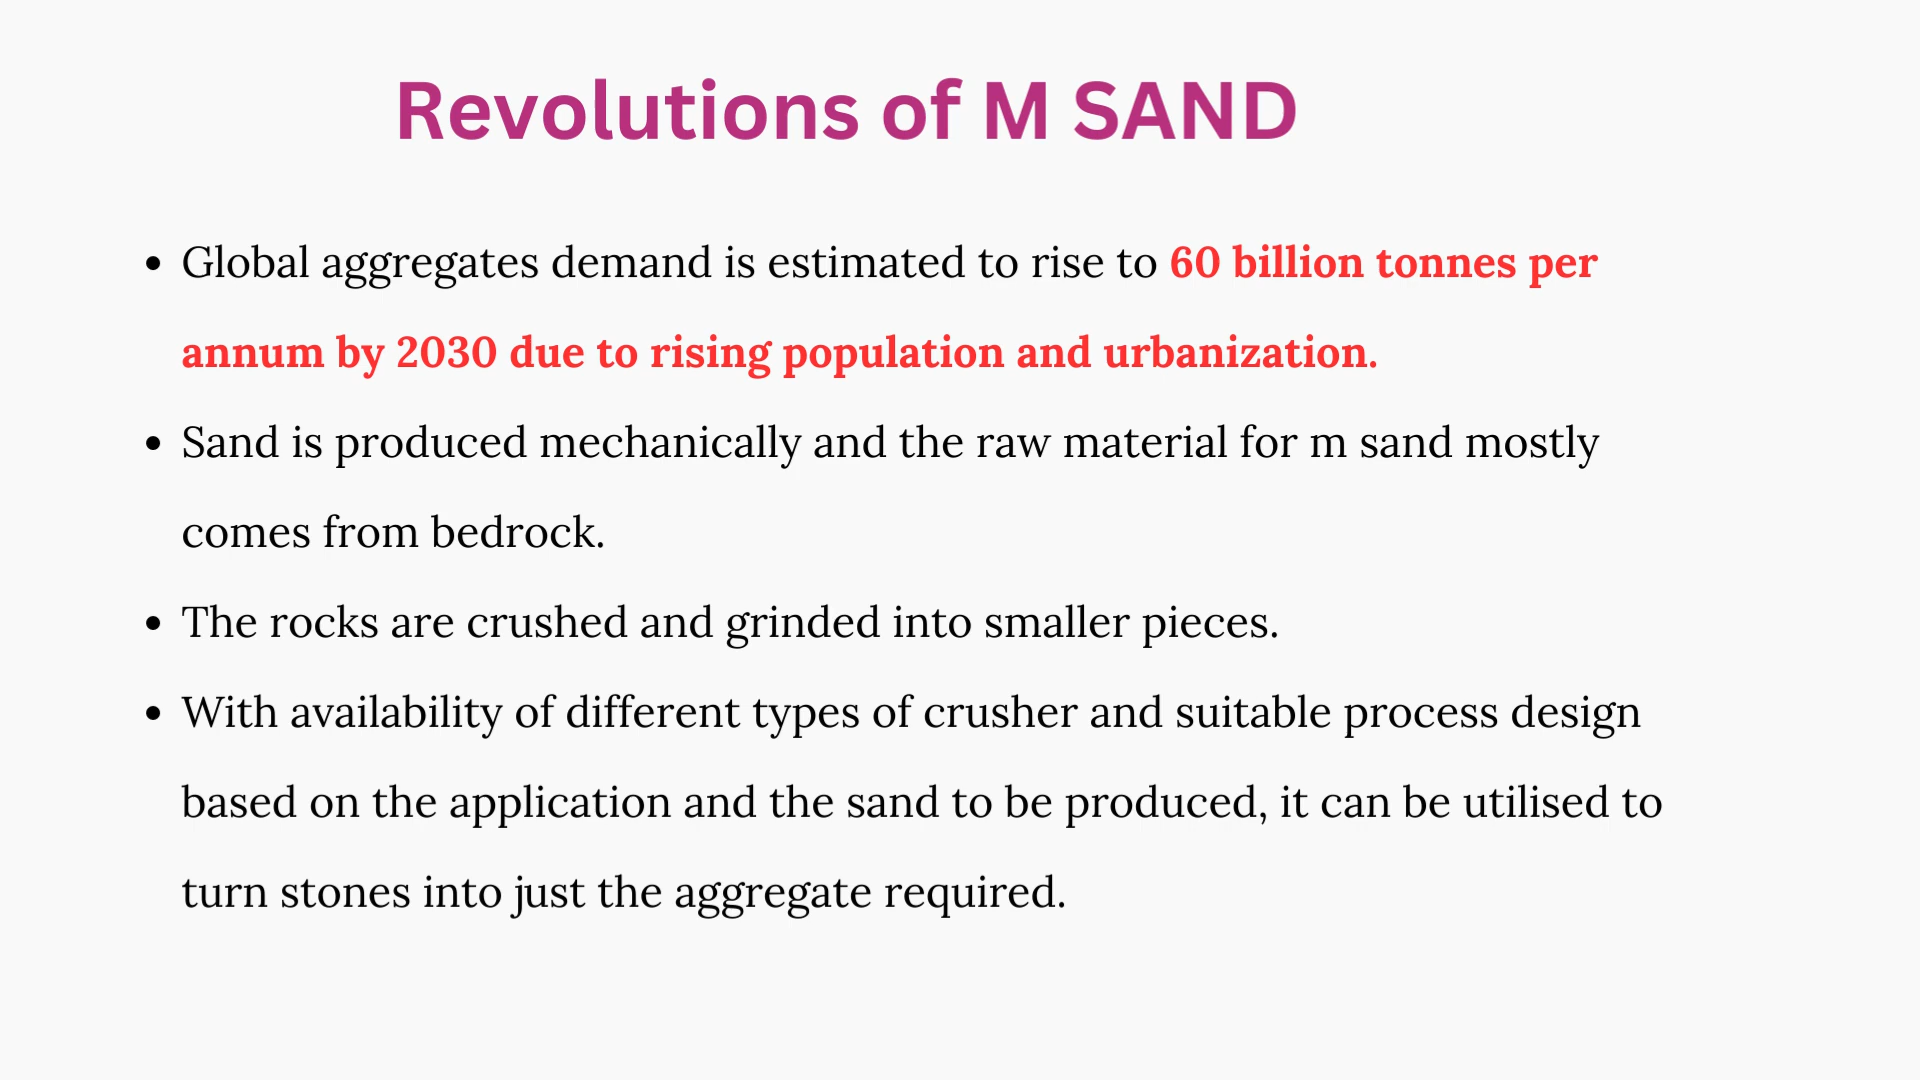 Revolutions of M SAND
• Global aggregates demand is estimated to rise to 60 billion tonnes per
annum by 2030 due to rising population and urbanization.
• Sand is produced mechanically and the raw material for m sand mostly
comes from bedrock.
• The rocks are crushed and grinded into smaller pieces.
• With availability of different types of crusher and suitable process design
based on the application and the sand to be produced, it can be utilised to
turn stones into just the aggregate required.